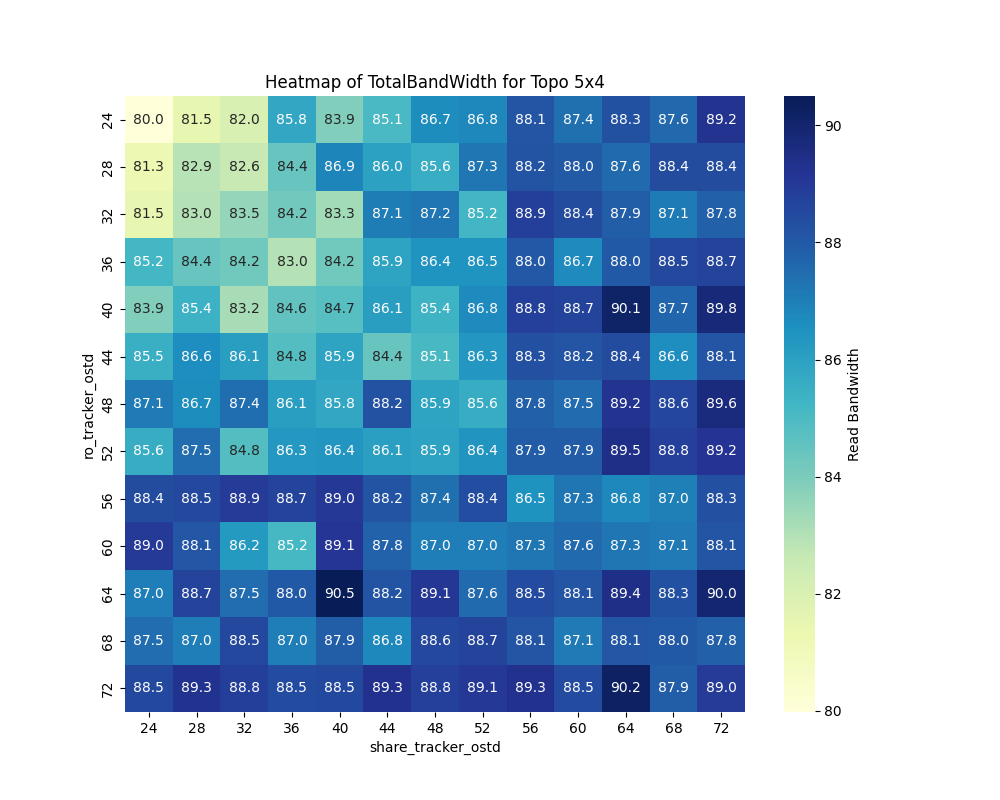 Heatmap of TotalBandWidth for Topo 5x4
24 80.0 81.5 82.0 85.8 83.9 85.1 86.7 86.8 88.1 87.4 88.3 87.6 89.2
28 81.3 82.9 82.6 84.4 86.9 86.0 85.6 87.3 88.2 88.0 87.6 88.4 88.4
32 81.5 83.0 83.5 84.2 83.3 87.1 87.2 85.2 88.9 88.4 87.9 87.1 87.8
36 85.2 84.4 84.2 83.0 84.2 85.9 86.4 86.5 88.0 86.7 88.0 88.5 88.7
40 83.9 85.4 83.2 84.6 84.7 86.1 85.4 86.8 88.8 88.7 90.1 87.7 89.8
44 85.5 86.6 86.1 84.8 85.9 84.4 85.1 86.3 88.3 88.2 88.4 86.6 88.1
48 87.1 86.7 87.4 86.1 85.8 88.2 85.9 85.6 87.8 87.5 89.2 88.6 89.6
52 85.6 87.5 84.8 86.3 86.4 86.1 85.9 86.4 87.9 87.9 89.5 88.8 89.2
56 88.4 88.5 88.9 88.7 89.0 88.2 87.4 88.4 86.5 87.3 86.8 87.0 88.3
60 89.0 88.1 86.2 85.2 89.1 87.8 87.0 87.0 87.3 87.6 87.3 87.1 88.1
64 87.0 88.7 87.5 88.0 90.5 88.2 89.1 87.6 88.5 88.1 89.4 88.3 90.0
68 87.5 87.0 88.5 87.0 87.9 86.8 88.6 88.7 88.1 87.1 88.1 88.0 87.8
72 88.5 89.3 88.8 88.5 88.5 89.3 88.8 89.1 89.3 88.5 90.2 87.9 89.0
24 28 32 36 40 44 48 52 56 60 64 68 72
share_tracker_ostd
ro_tracker_ostd
90
88
86
84
82
80
Read Bandwidth